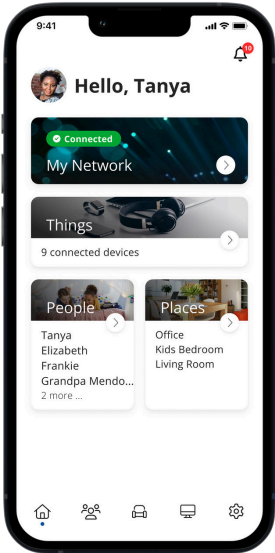 9:41
10
Hello, Tanya
Connected
My Network
Things
9 connected devices
People
Tanya
Elizabeth
Frankie
Grandpa Mendo...
2 more ...
Places
Office
Kids Bedroom
Living Room